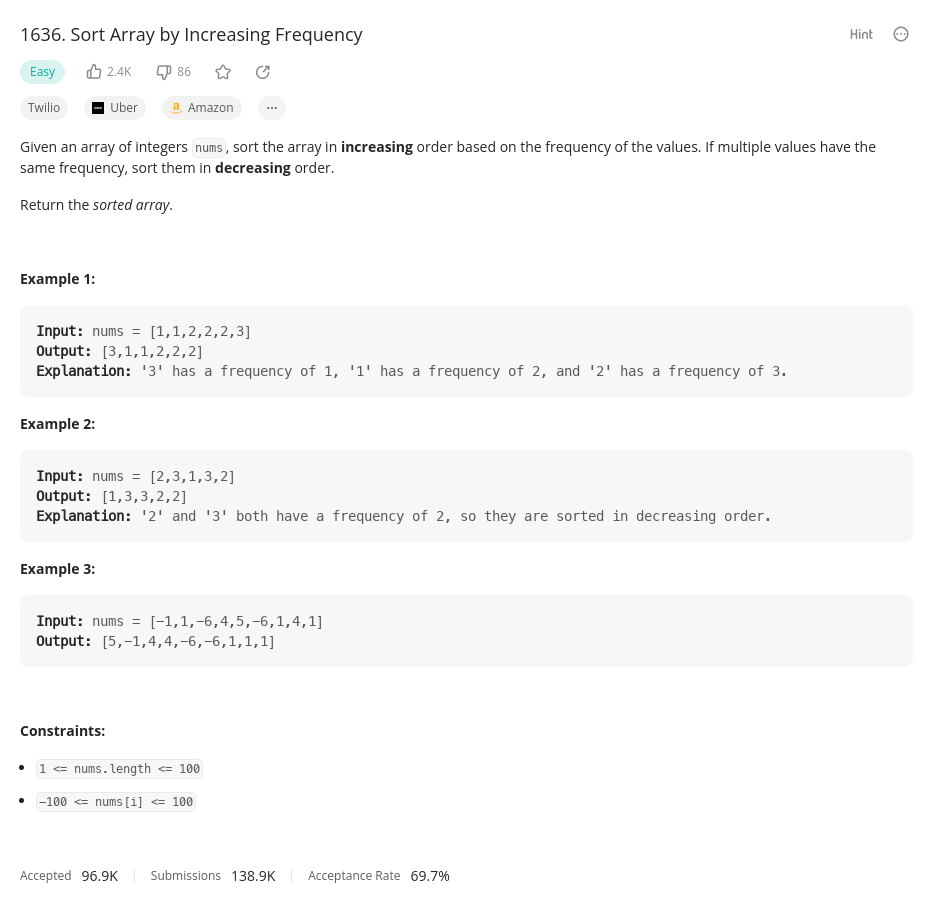 1636. Sort Array by Increasing Frequency
Hint
Easy
2.4K
86
Twilio
Uber
Amazon
Given an array of integers nums, sort the array in increasing order based on the frequency of the values. If multiple values have the
same frequency, sort them in decreasing order.
Return the sorted array.
Example 1:
Input: nums = [1,1,2,2,2,3]
Output: [3,1,1,2,2,2]
Explanation: '3' has a frequency of 1, '1' has a frequency of 2, and '2' has a frequency of 3.
Example 2:
Input: nums = [2,3,1,3,2]
Output: [1,3,3,2,2]
Explanation: '2' and '3' both have a frequency of 2, so they are sorted in decreasing order.
Example 3:
Input: nums = [-1,1,-6,4,5,-6,1,4,1]
Output: [5,-1,4,4,-6,-6,1,1,1]
Constraints:
• 1 <= nums.length <= 100
• -100 <= nums[i] <= 100
Accepted 96.9K Submissions 138.9K Acceptance Rate 69.7%